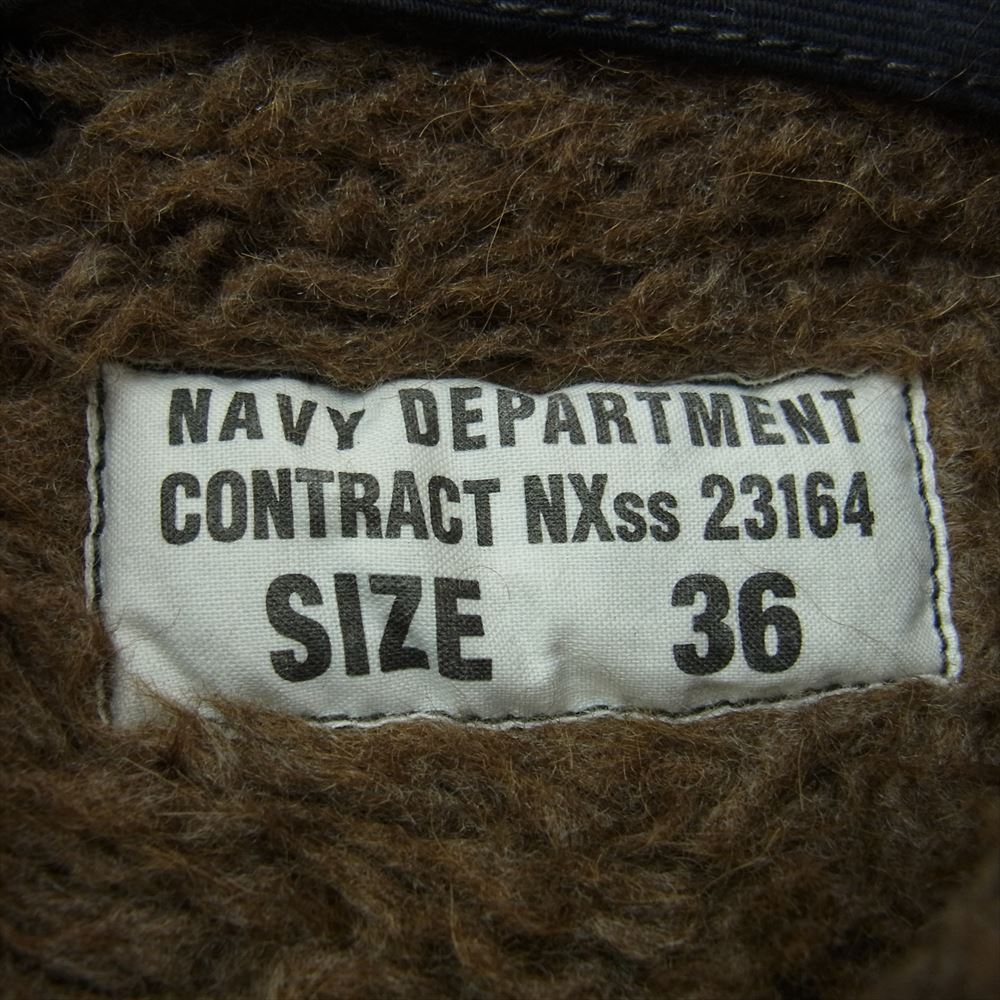 NAVY DEPARTMENT
CONTRACT NXss 23164
SIZE 36